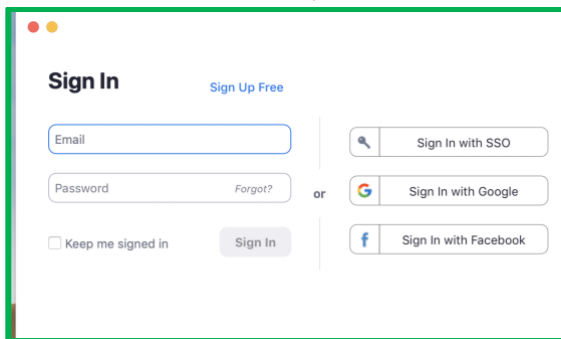 Sign In
Sign Up Free
Email
Password Forgot?
Keep me signed in
Sign In
or
Sign In with SSO
G Sign In with Google
f Sign In with Facebook